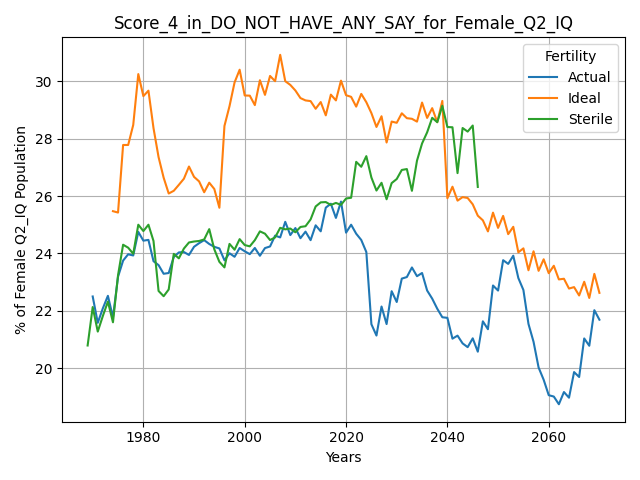 Score_4_in_DO_NOT_HAVE_ANY_SAY_for_Female_Q2_IQ
Fertility
Actual
Ideal
Sterile
% of Female Q2_IQ Population
30
28
26
24
22
20
1980
2000
2020
2040
2060
Years